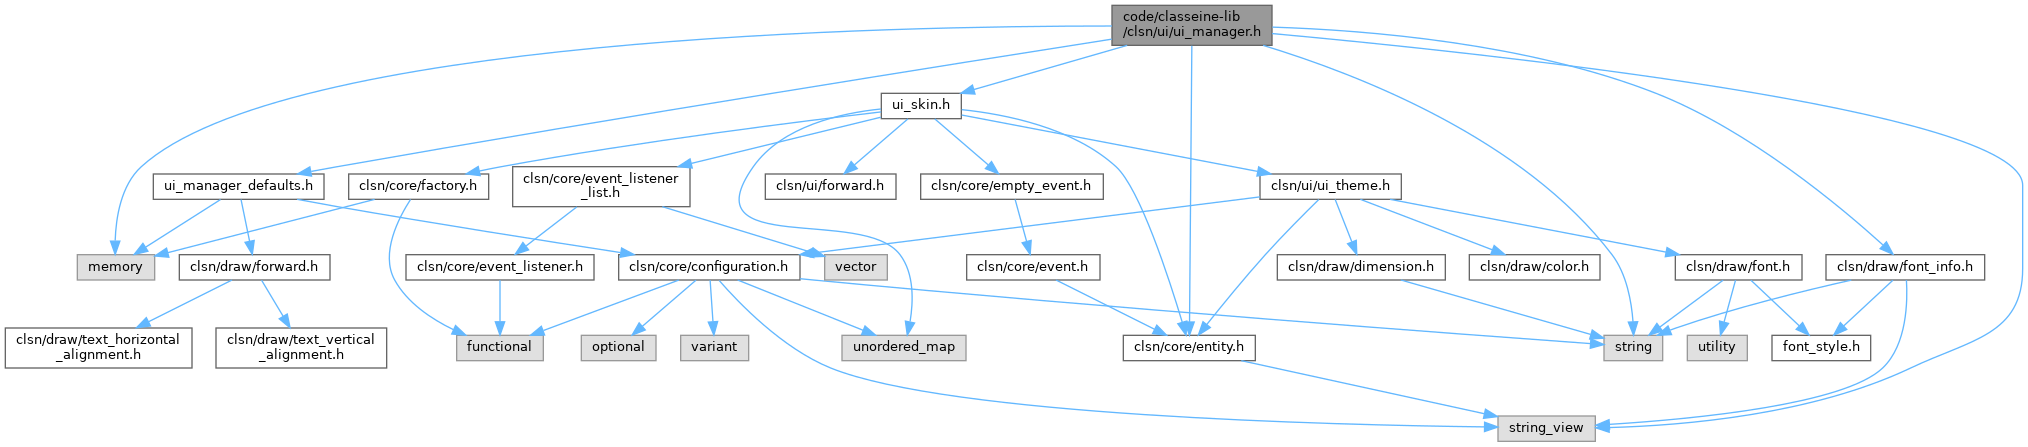 code/classeine-lib
/clsn/ui/ui_manager.h
ui_skin.h
ui_manager_defaults.h
clsn/core/factory.h
clsn/core/event_listener
_list.h
clsn/ui/forward.h
clsn/core/empty_event.h
clsn/ui/ui_theme.h
memory
clsn/draw/forward.h
clsn/core/event_listener.h
clsn/core/configuration.h
vector
clsn/core/event.h
clsn/draw/dimension.h
clsn/draw/color.h
clsn/draw/font.h
clsn/draw/font_info.h
clsn/draw/text_horizontal
_alignment.h
clsn/draw/text_vertical
_alignment.h
functional
optional
variant
unordered_map
clsn/core/entity.h
string
utility
font_style.h
string_view